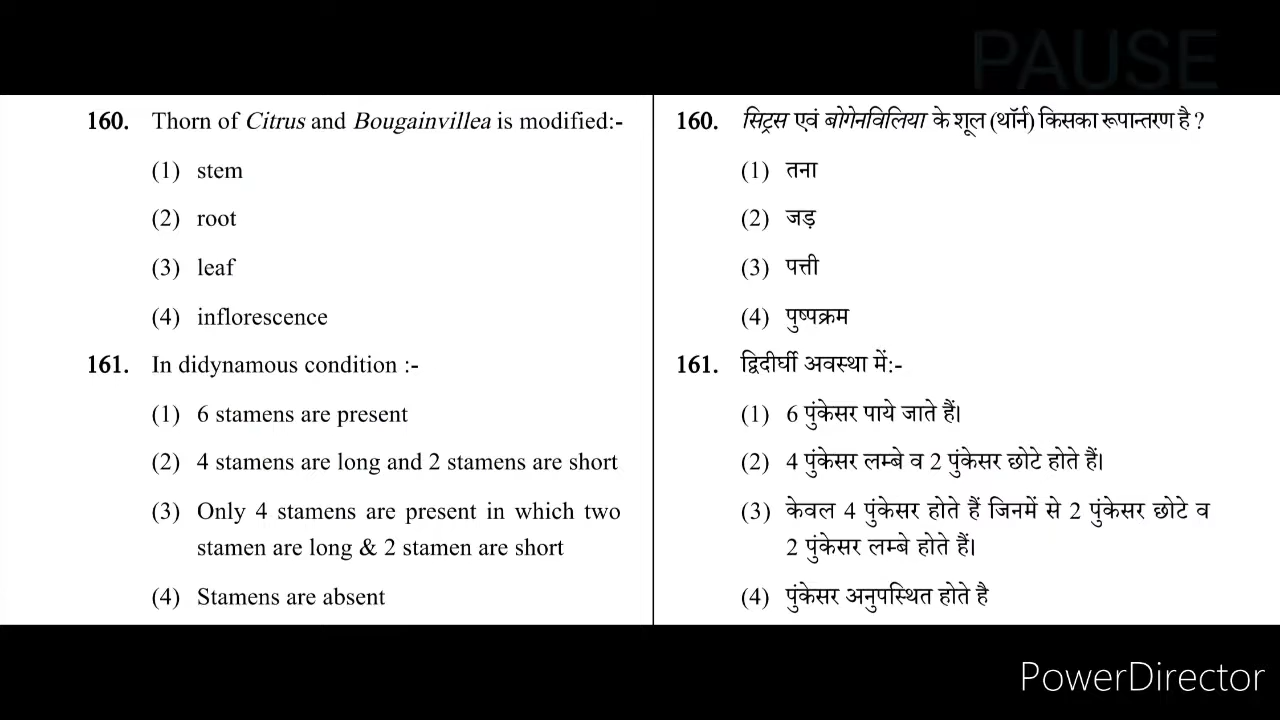 PAUSE
160. Thorn of Citrus and Bougainvillea is modified:-
(1) stem
(2) root
(3) leaf
(4) inflorescence
161. In didynamous condition :-
(1) 6 stamens are present
(2) 4 stamens are long and 2 stamens are short
(3) Only 4 stamens are present in which two
stamen are long & 2 stamen are short
(4) Stamens are absent
160. सिट्रस एवं बोगेनविलिया के शूल (थॉर्न) किसका रूपान्तरण है ?
(1) तना
(2) जड़
(3) पत्ती
(4) पुष्पक्रम
161. द्विदीर्घी अवस्था में:-
(1) 6 पुंकेसर पाये जाते हैं।
(2) 4 पुंकेसर लम्बे व 2 पुंकेसर छोटे होते हैं।
(3) केवल 4 पुंकेसर होते हैं जिनमें से 2 पुंकेसर छोटे व
2 पुंकेसर लम्बे होते हैं।
(4) पुंकेसर अनुपस्थित होते है
PowerDirector